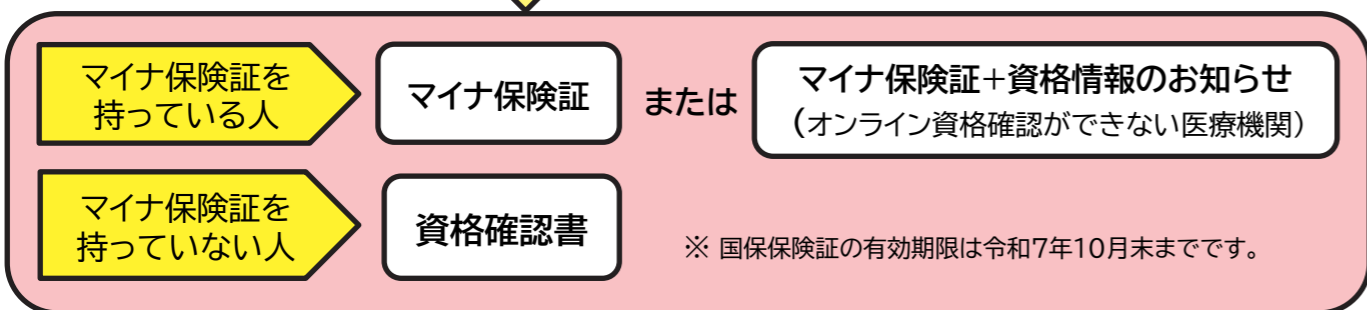 マイナ保険証を
持っている人
マイナ保険証
または
マイナ保険証+資格情報のお知らせ
(オンライン資格確認ができない医療機関)
マイナ保険証を
持っていない人
資格確認書
※ 国保保険証の有効期限は令和7年10月末までです。